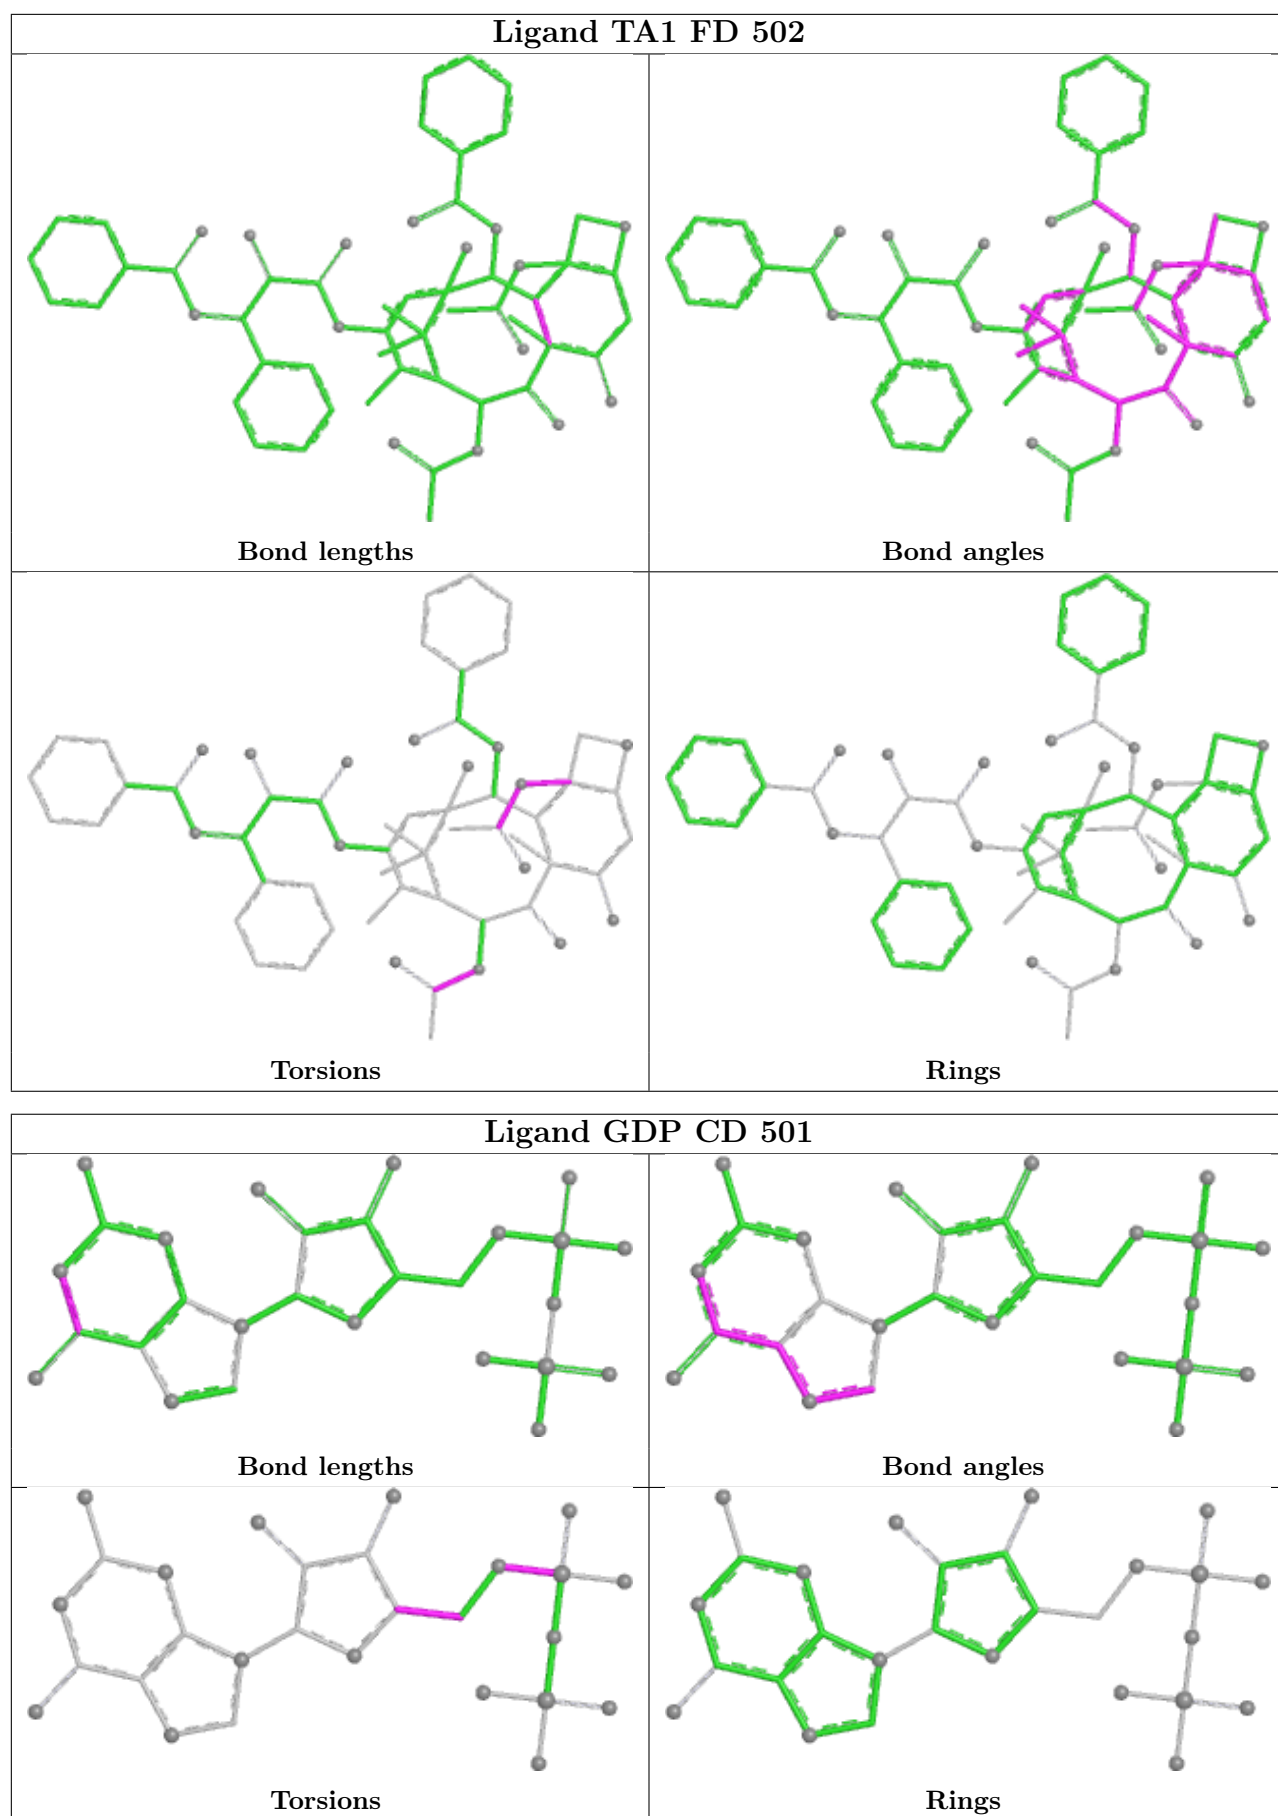 Ligand TA1 FD 502
Bond lengths
Bond angles
Torsions
Rings
Ligand GDP CD 501
Bond lengths
Bond angles
Torsions
Rings